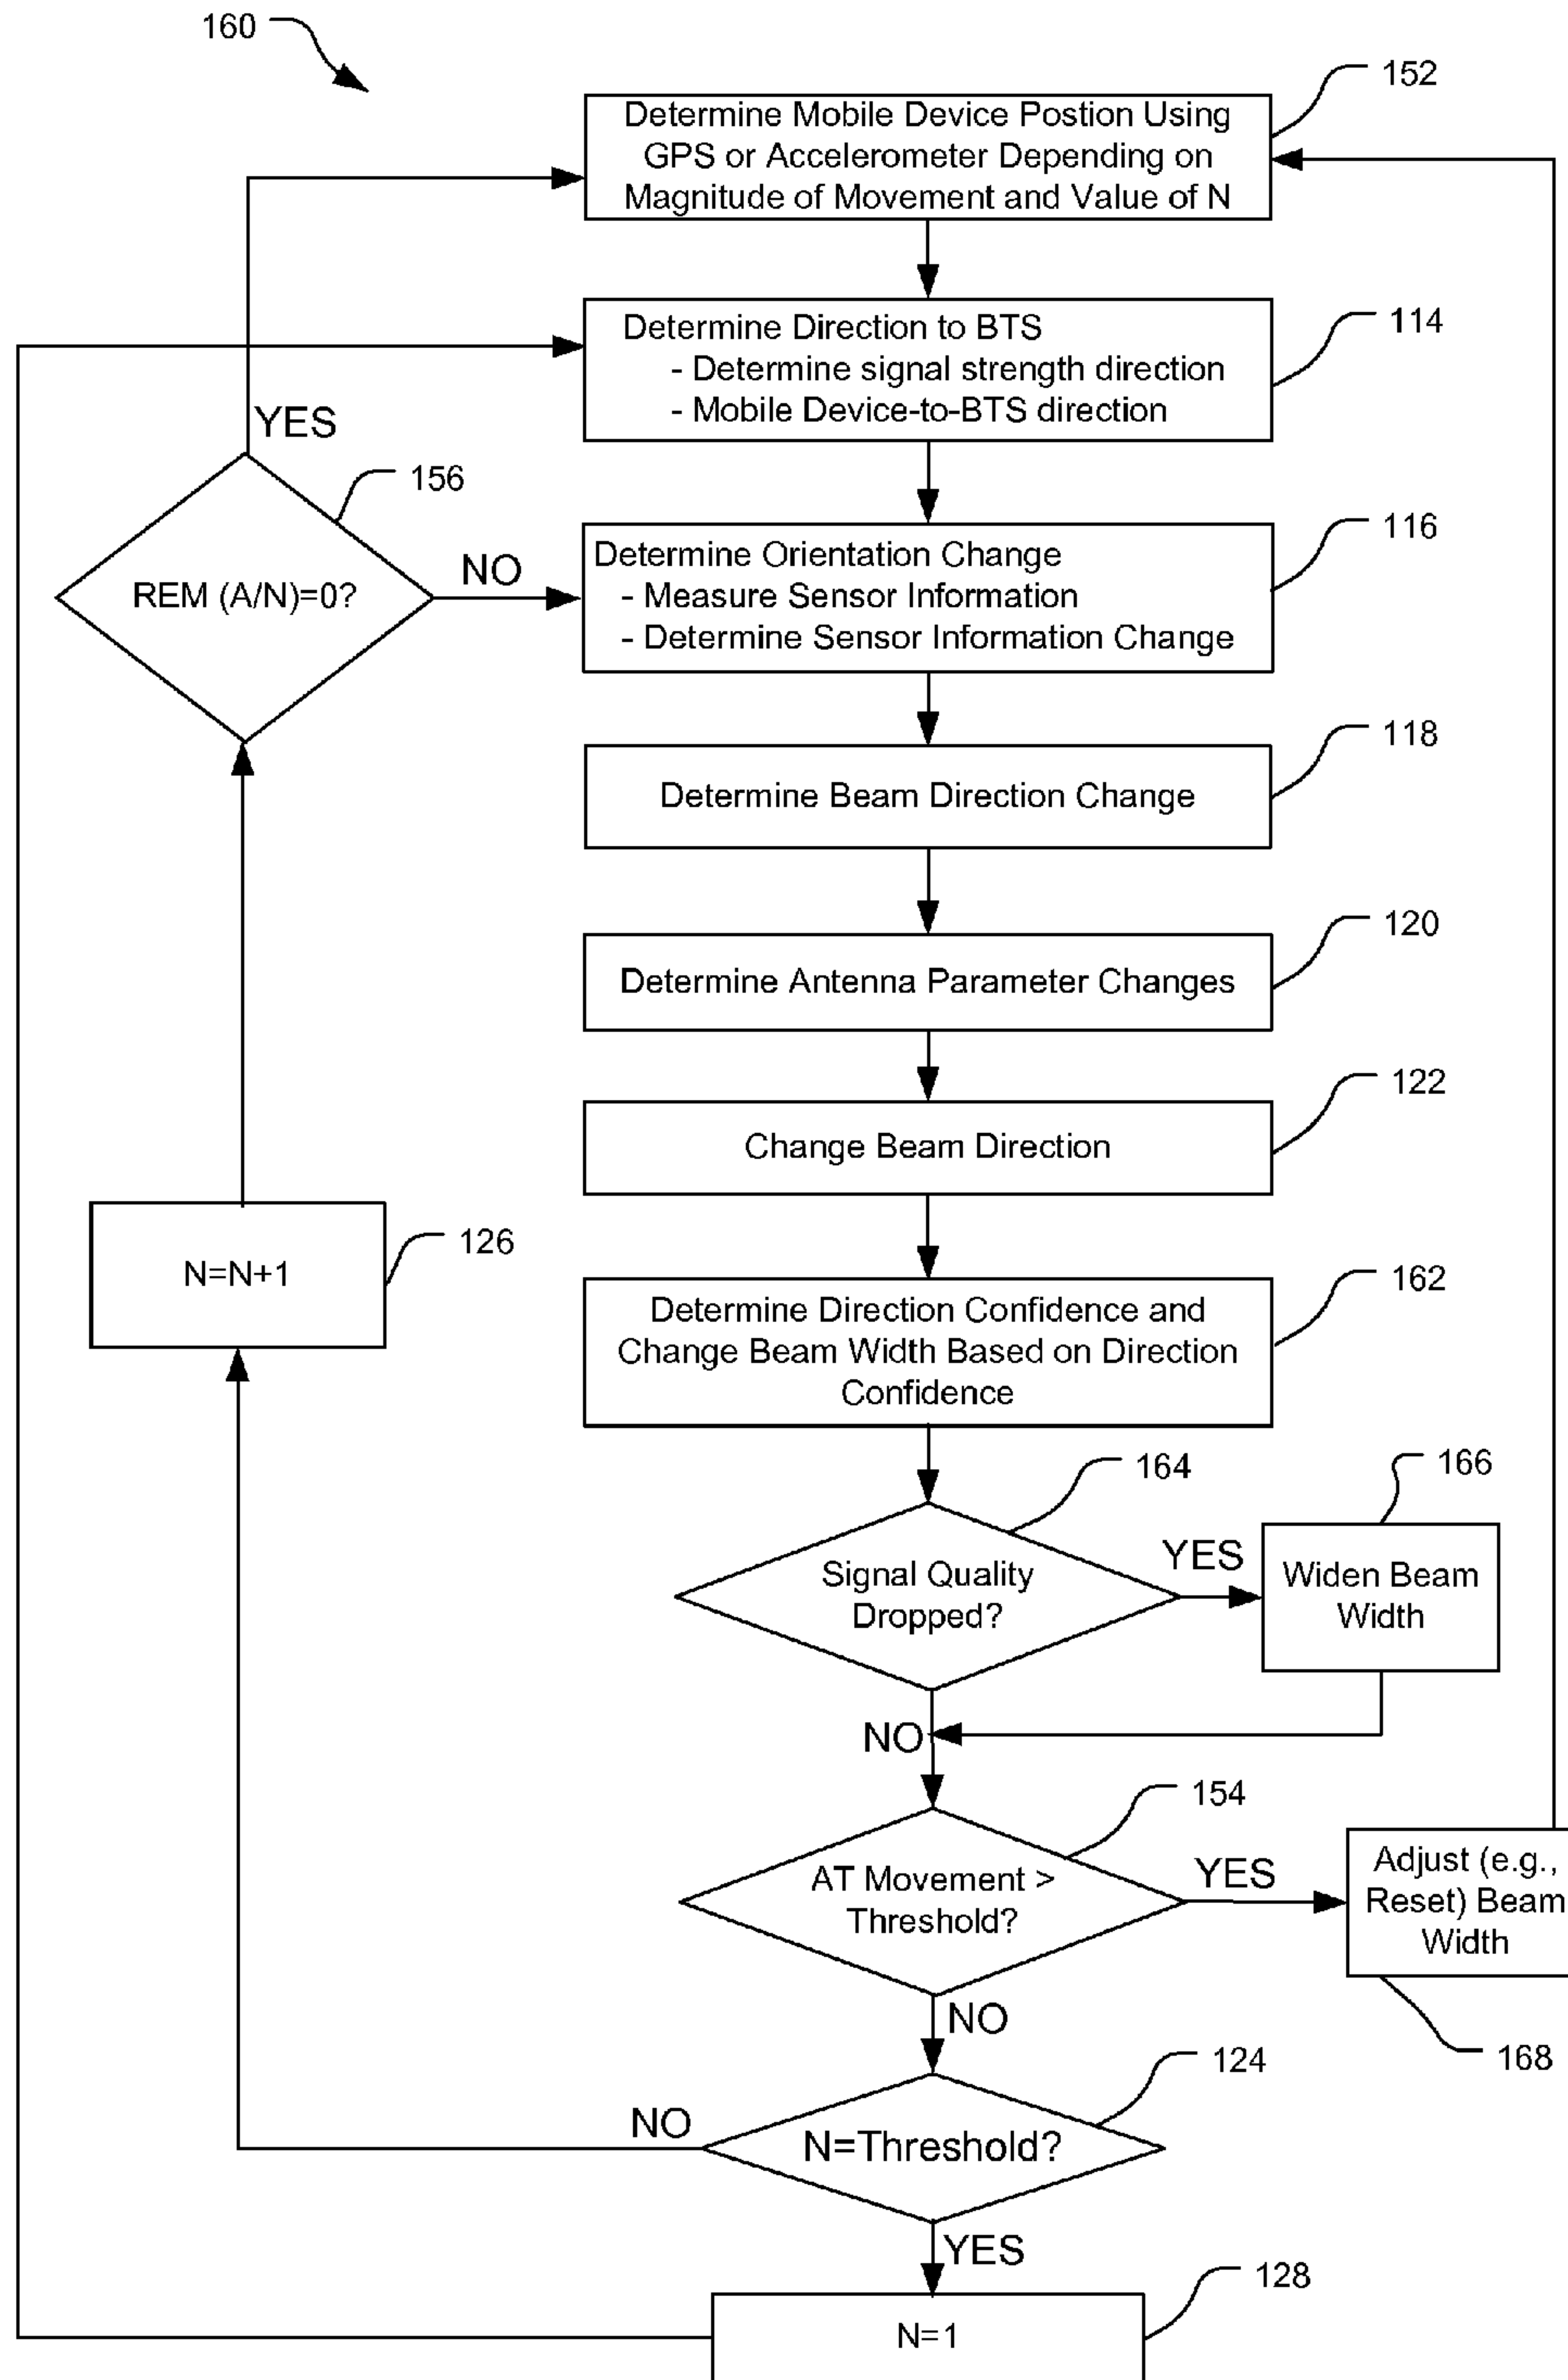 160
152
Determine Mobile Device Postion Using
GPS or Accelerometer Depending on
Magnitude of Movement and Value of N
114
Determine Direction to BTS
- Determine signal strength direction
- Mobile Device-to-BTS direction
YES
156
REM (A/N)=0?
NO
116
Determine Orientation Change
- Measure Sensor Information
- Determine Sensor Information Change
118
Determine Beam Direction Change
120
Determine Antenna Parameter Changes
122
Change Beam Direction
126
N=N+1
162
Determine Direction Confidence and
Change Beam Width Based on Direction
Confidence
164
Signal Quality
Dropped?
YES
166
Widen Beam
Width
NO
154
AT Movement >
Threshold?
YES
Adjust (e.g.,
Reset) Beam
Width
168
NO
124
N=Threshold?
NO
YES
128
N=1